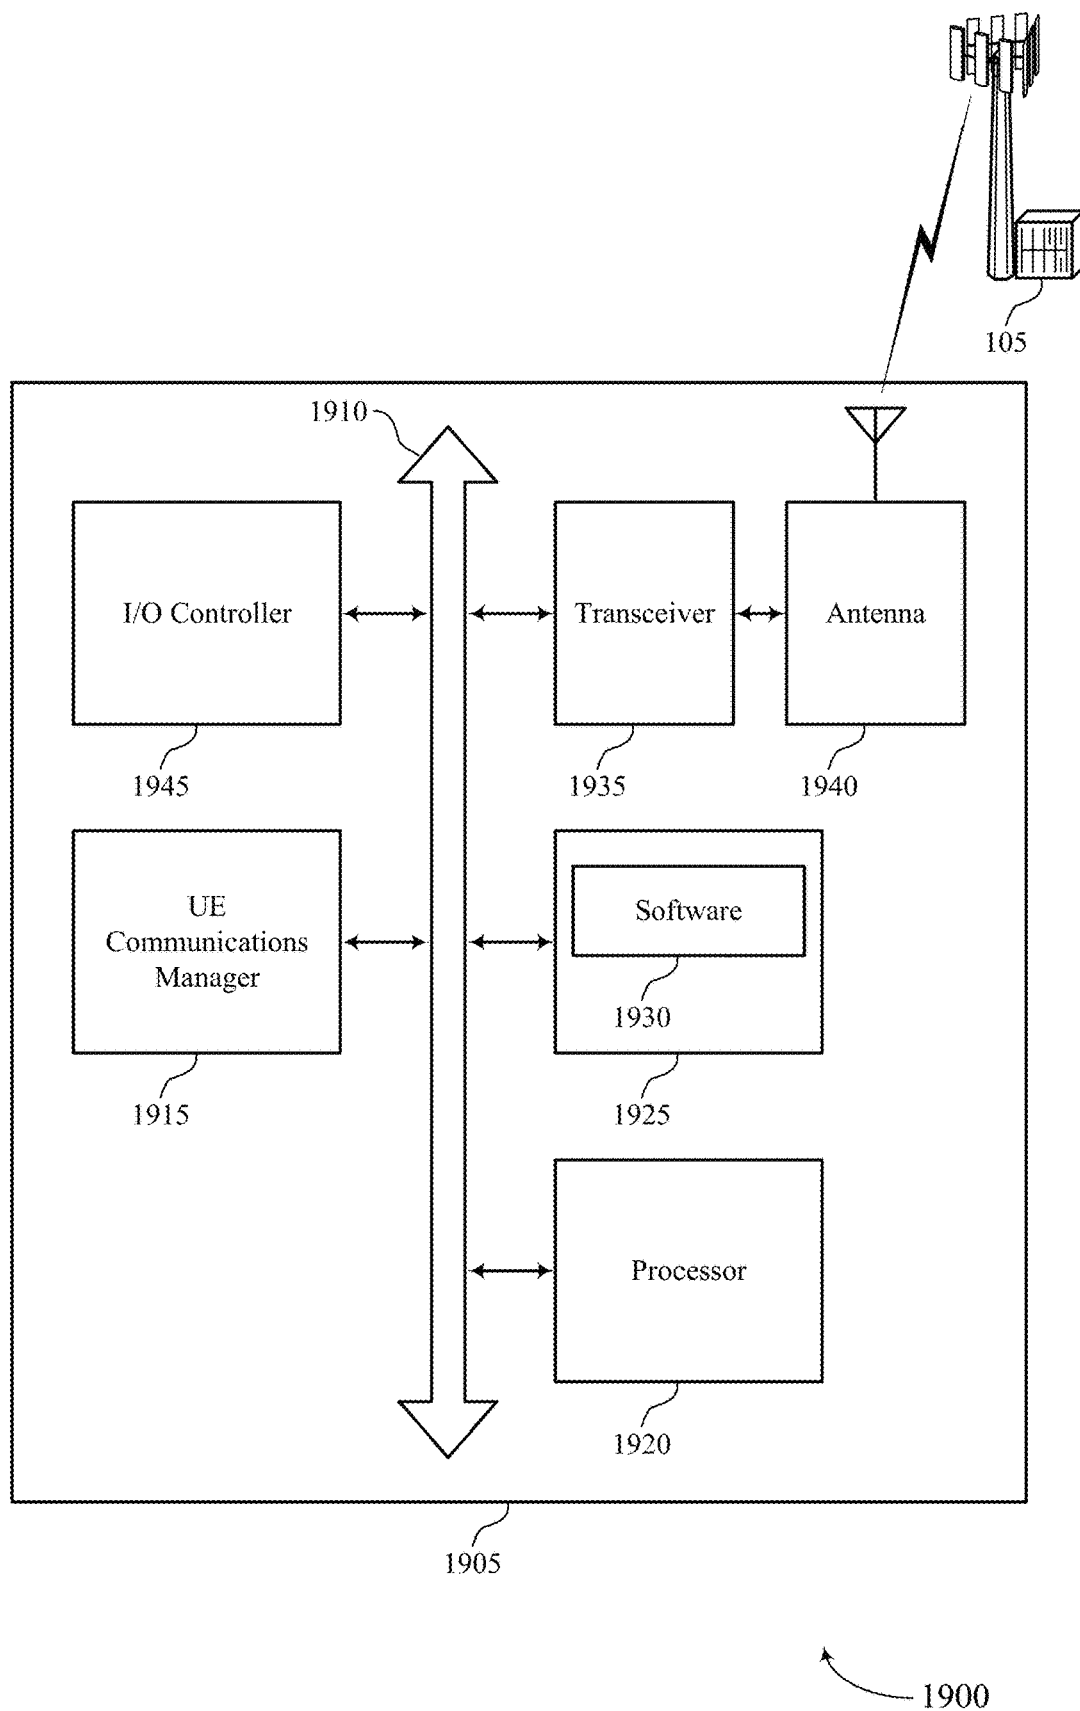 105
1910
I/O Controller
Transceiver
Antenna
1945
1935
1940
UE
Communications
Manager
Software
1930
1915
1925
Processor
1920
1905
1900